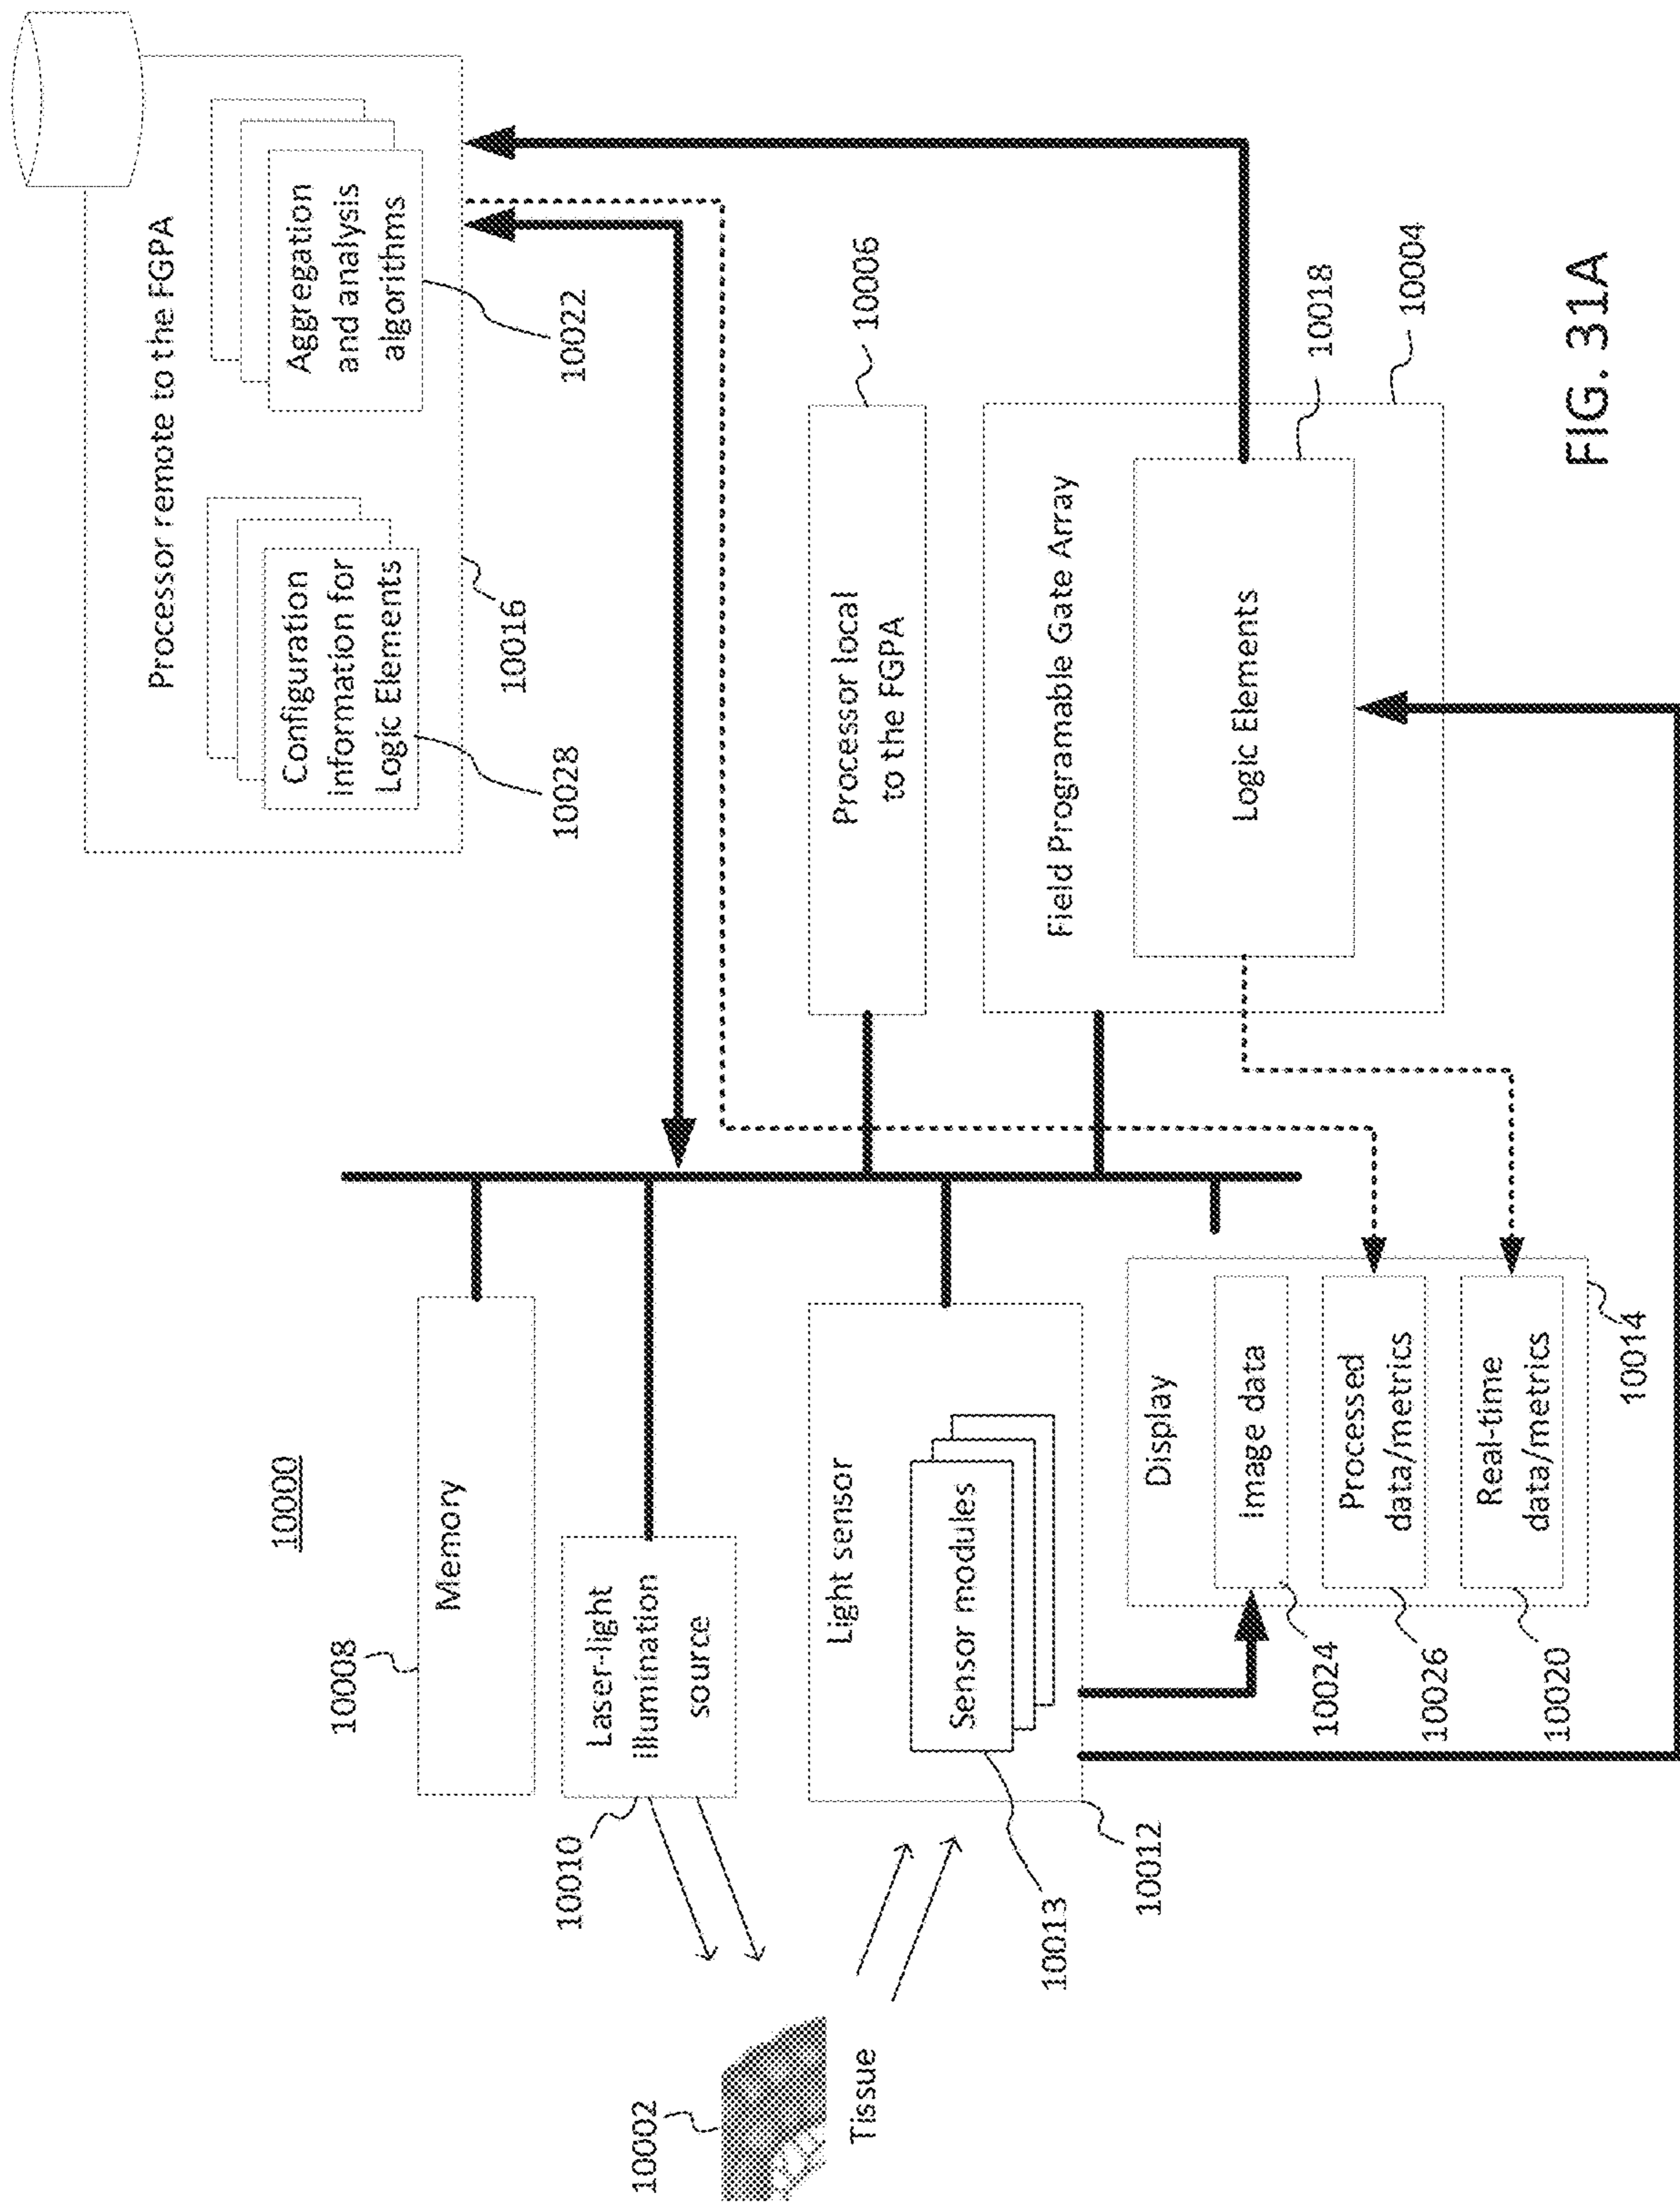 10000
Processor remote to the FGPA
Configuration
information for
Logic Elements
10028
Aggregation
and analysis
algorithms
10022
10016
10008
Memory
10010
Laser-light
illumination
source
10002
Tissue
Light sensor
Sensor modules
10013
10012
Processor local
to the FGPA
10006
Field Programable Gate Array
Logic Elements
10018
10004
Display
Image data
10024
Processed
data/metrics
10026
Real-time
data/metrics
10020
10014
FIG. 31A